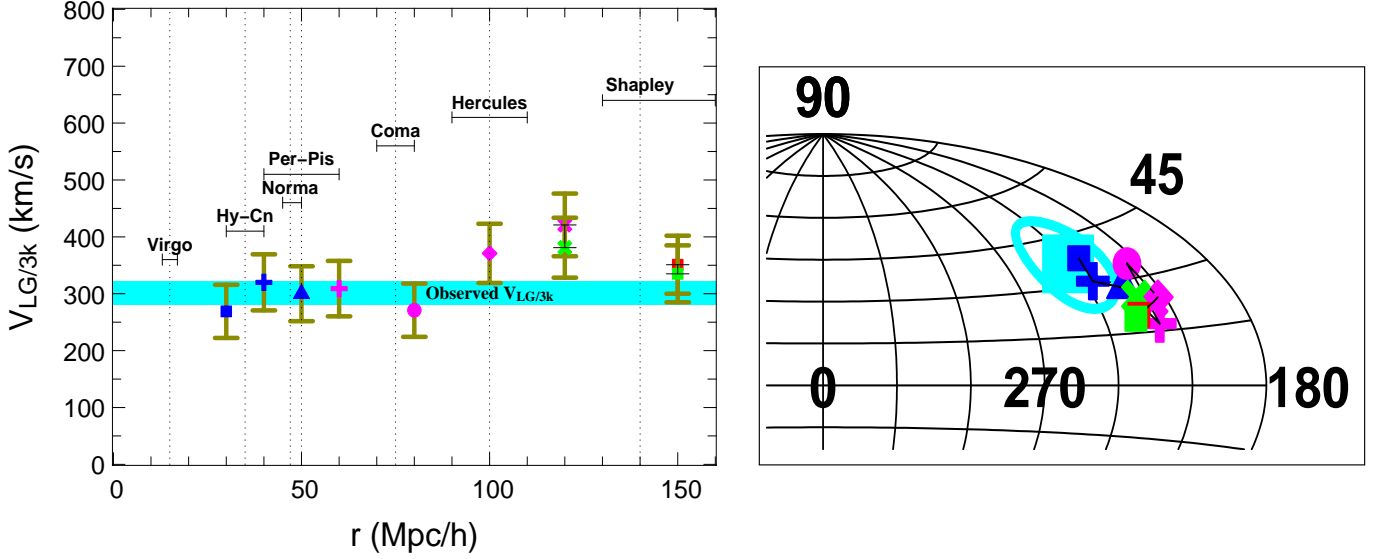 800
700
600
500
400
300
200
100
0
V_LG/3k (km/s)
Shapley
Hercules
Coma
Per−Pis
Norma
Hy−Cn
Virgo
Observed V_LG/3k
0 50 100 150
r (Mpc/h)
90
45
0 270 180